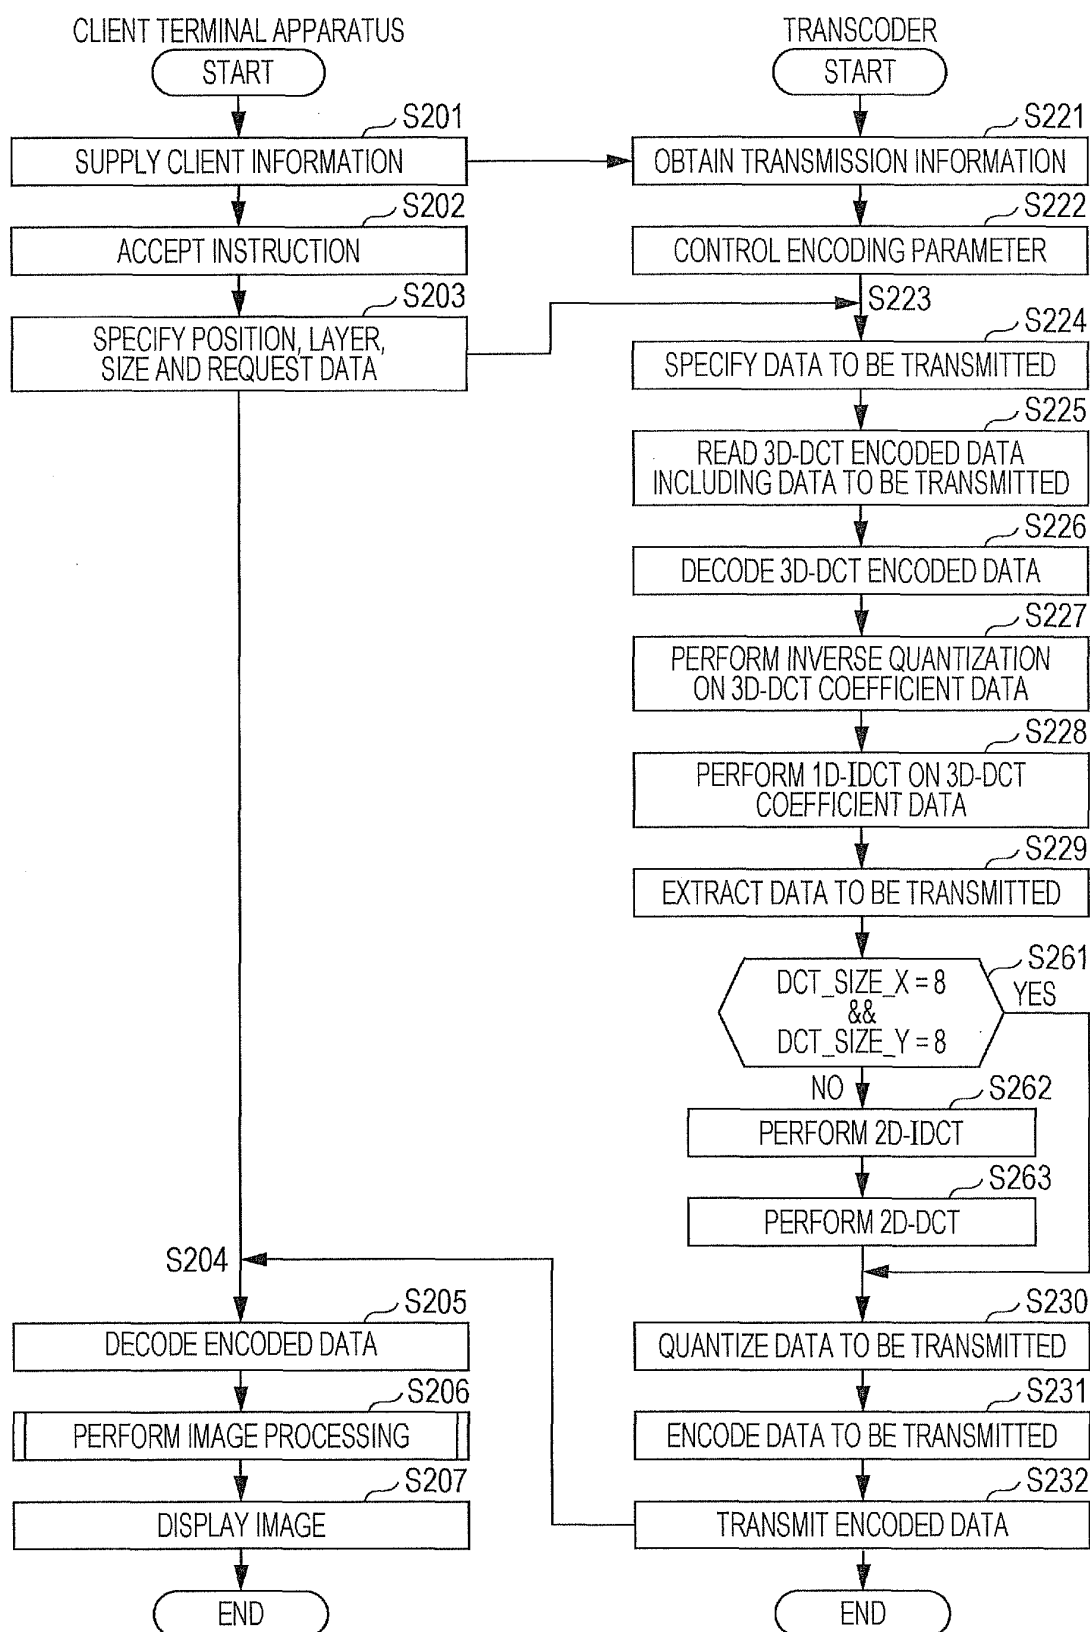 CLIENT TERMINAL APPARATUS
START
S201
SUPPLY CLIENT INFORMATION
S202
ACCEPT INSTRUCTION
S203
SPECIFY POSITION, LAYER,
SIZE AND REQUEST DATA
S204
S205
DECODE ENCODED DATA
S206
PERFORM IMAGE PROCESSING
S207
DISPLAY IMAGE
END
TRANSCODER
START
S221
OBTAIN TRANSMISSION INFORMATION
S222
CONTROL ENCODING PARAMETER
S223
S224
SPECIFY DATA TO BE TRANSMITTED
S225
READ 3D-DCT ENCODED DATA
INCLUDING DATA TO BE TRANSMITTED
S226
DECODE 3D-DCT ENCODED DATA
S227
PERFORM INVERSE QUANTIZATION
ON 3D-DCT COEFFICIENT DATA
S228
PERFORM 1D-IDCT ON 3D-DCT
COEFFICIENT DATA
S229
EXTRACT DATA TO BE TRANSMITTED
S261
DCT_SIZE_X = 8
&&
DCT_SIZE_Y = 8
YES
NO
S262
PERFORM 2D-IDCT
S263
PERFORM 2D-DCT
S230
QUANTIZE DATA TO BE TRANSMITTED
S231
ENCODE DATA TO BE TRANSMITTED
S232
TRANSMIT ENCODED DATA
END